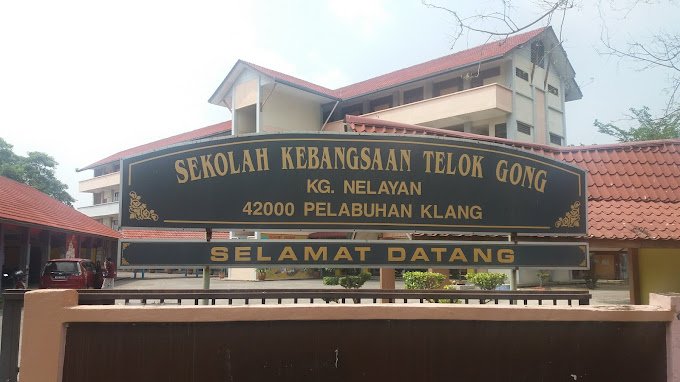 SEKOLAH KEBANGSAAN TELOK GONG
KG. NELAYAN
42000 PELABUHAN KLANG
SELAMAT DATANG